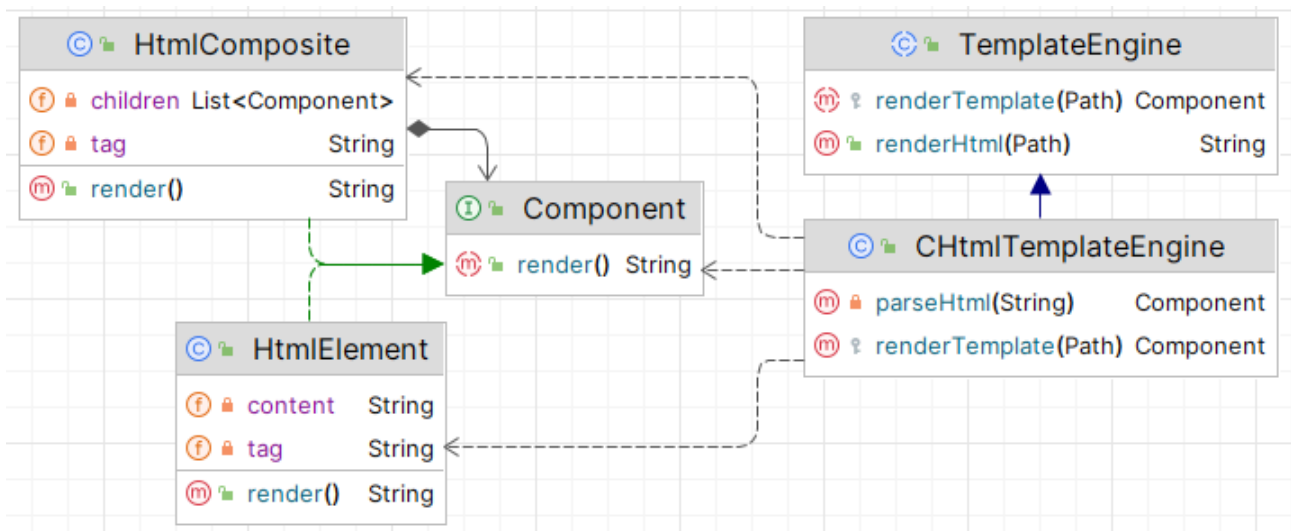 HtmlComposite
children List<Component>
tag String
render() String
TemplateEngine
renderTemplate(Path) Component
renderHtml(Path) String
Component
render() String
CHtmlTemplateEngine
parseHtml(String) Component
renderTemplate(Path) Component
HtmlElement
content String
tag String
render() String